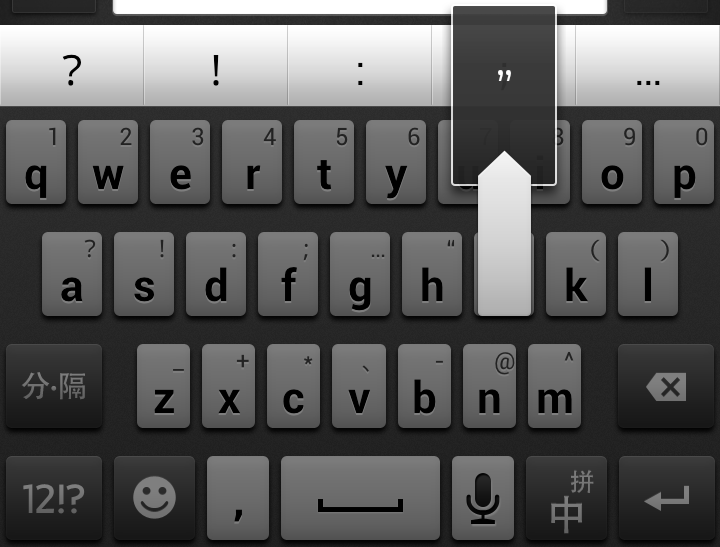 ? ! : ; ” …
1 2 3 4 5 6 7 8 9 0
q w e r t y u i o p
? ! : ; … “ ( )
a s d f g h k l
_ + * 、 - @ ^
分·隔 z x c v b n m
12!? , 拼
中